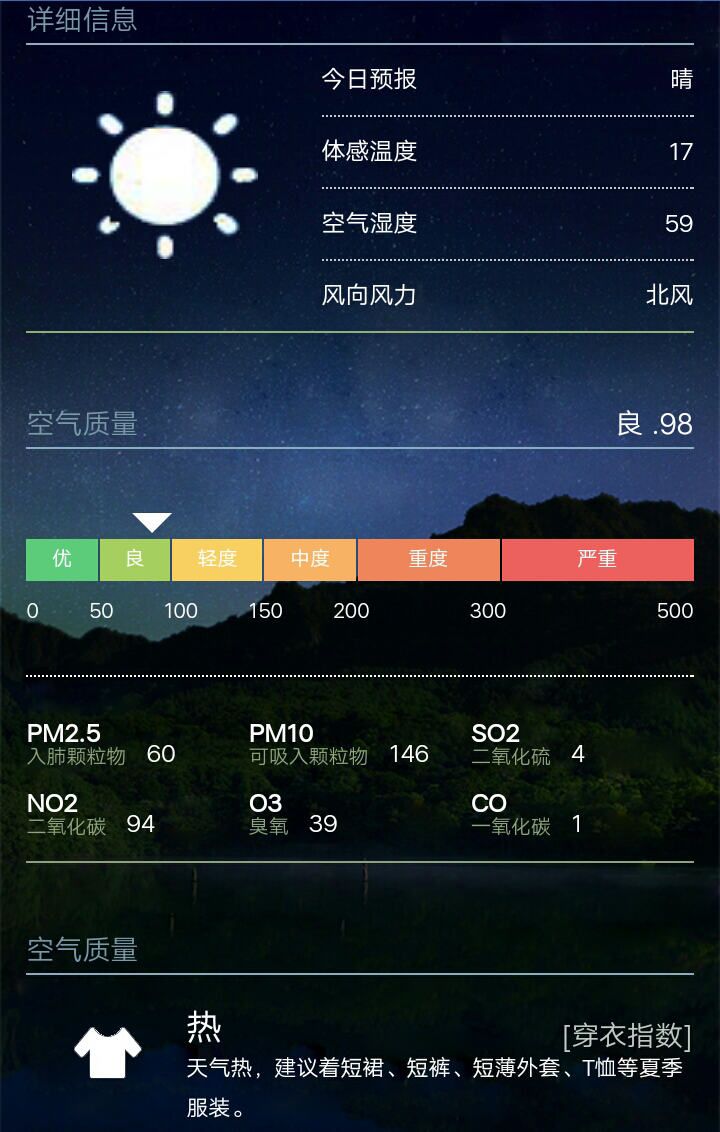 详细信息
今日预报 晴
体感温度 17
空气湿度 59
风向风力 北风
空气质量 良 .98
优 良 轻度 中度 重度 严重
0 50 100 150 200 300 500
PM2.5 PM10 SO2
入肺颗粒物 60 可吸入颗粒物 146 二氧化硫 4
NO2 O3 CO
二氧化碳 94 臭氧 39 一氧化碳 1
空气质量
热 [穿衣指数]
天气热，建议着短裙、短裤、短薄外套、T恤等夏季
服装。